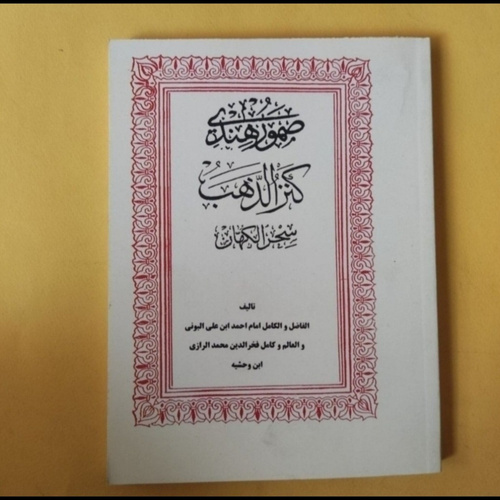 صمور هندی
کنز الذهب
سحر الکهان
تالیف
الفاضل و الکامل امام احمد ابن علی البونی
و العالم و کامل فخرالدین محمد الرازی
ابن وحشیه